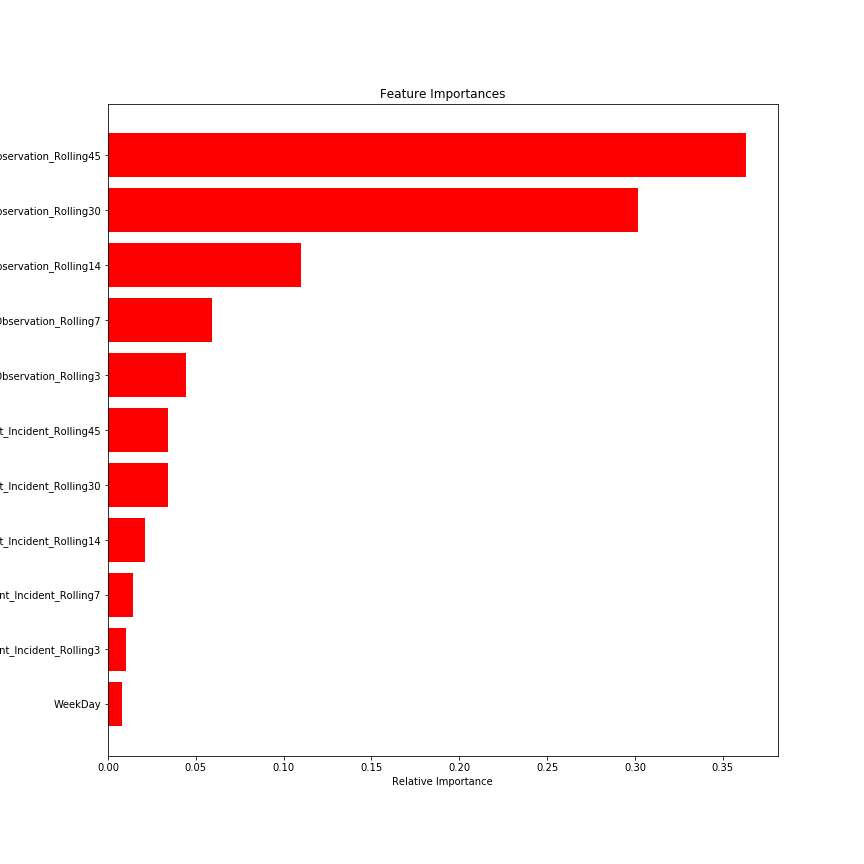 Feature Importances
bservation_Rolling45
bservation_Rolling30
bservation_Rolling14
Observation_Rolling7
Observation_Rolling3
t_Incident_Rolling45
t_Incident_Rolling30
t_Incident_Rolling14
nt_Incident_Rolling7
nt_Incident_Rolling3
WeekDay
0.00 0.05 0.10 0.15 0.20 0.25 0.30 0.35
Relative Importance